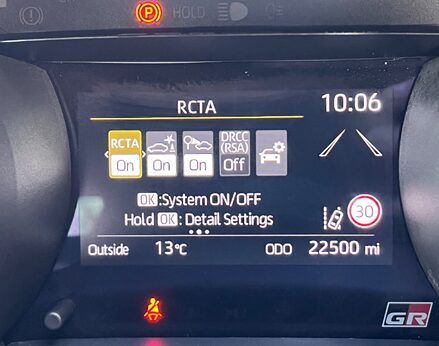 P HOLD
RCTA 10:06
RCTA On On On DRCC (RSA) Off
OK:System ON/OFF
Hold OK: Detail Settings
30
Outside 13°C ODO 22500 mi
GR